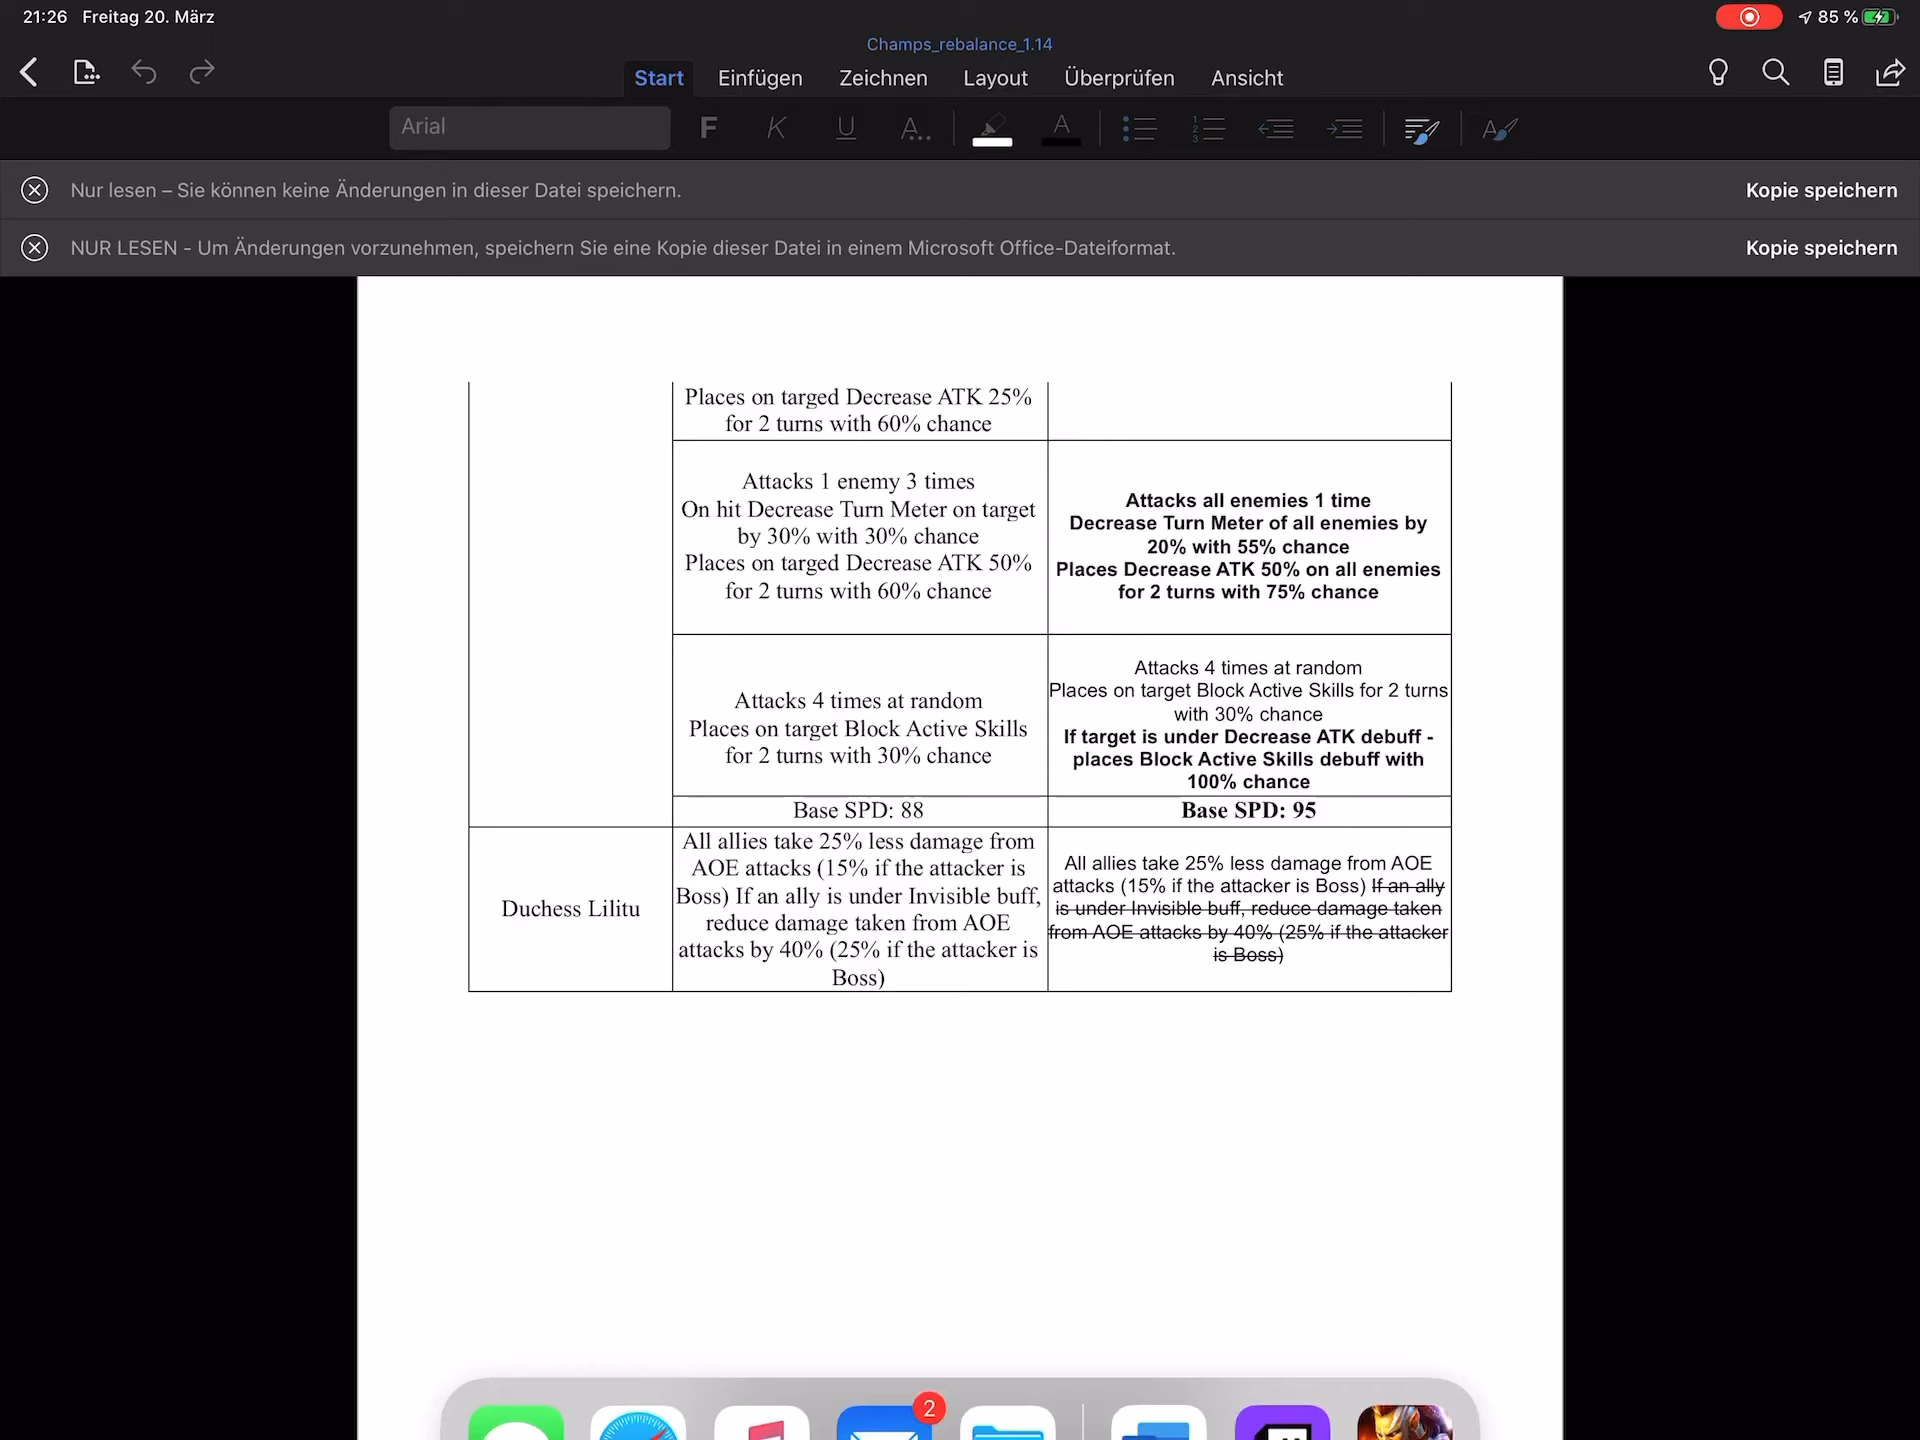 21:26 Freitag 20. März
85 %
Champs_rebalance_1.14
Start Einfügen Zeichnen Layout Überprüfen Ansicht
Arial F K U A..
A
Nur lesen – Sie können keine Änderungen in dieser Datei speichern. Kopie speichern
NUR LESEN - Um Änderungen vorzunehmen, speichern Sie eine Kopie dieser Datei in einem Microsoft Office-Dateiformat. Kopie speichern
Places on targed Decrease ATK 25%
for 2 turns with 60% chance
Attacks 1 enemy 3 times
On hit Decrease Turn Meter on target
by 30% with 30% chance
Places on targed Decrease ATK 50%
for 2 turns with 60% chance
Attacks all enemies 1 time
Decrease Turn Meter of all enemies by
20% with 55% chance
Places Decrease ATK 50% on all enemies
for 2 turns with 75% chance
Attacks 4 times at random
Places on target Block Active Skills
for 2 turns with 30% chance
Attacks 4 times at random
Places on target Block Active Skills for 2 turns
with 30% chance
If target is under Decrease ATK debuff -
places Block Active Skills debuff with
100% chance
Base SPD: 88
Base SPD: 95
Duchess Lilitu
All allies take 25% less damage from
AOE attacks (15% if the attacker is
Boss) If an ally is under Invisible buff,
reduce damage taken from AOE
attacks by 40% (25% if the attacker is
Boss)
All allies take 25% less damage from AOE
attacks (15% if the attacker is Boss) If an ally
is under Invisible buff, reduce damage taken
from AOE attacks by 40% (25% if the attacker
is Boss)
2